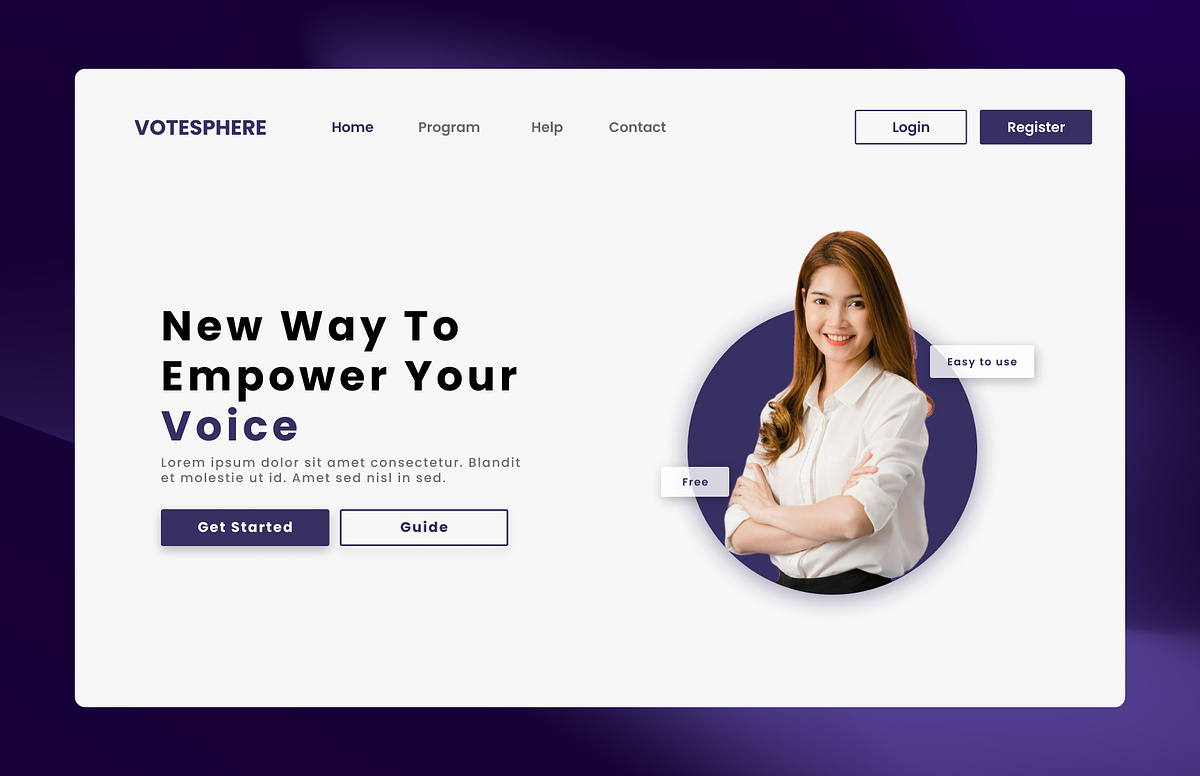 VOTESPHERE
Home Program Help Contact
Login Register
New Way To
Empower Your
Voice
Lorem ipsum dolor sit amet consectetur. Blandit
et molestie ut id. Amet sed nisl in sed.
Get Started Guide
Easy to use
Free